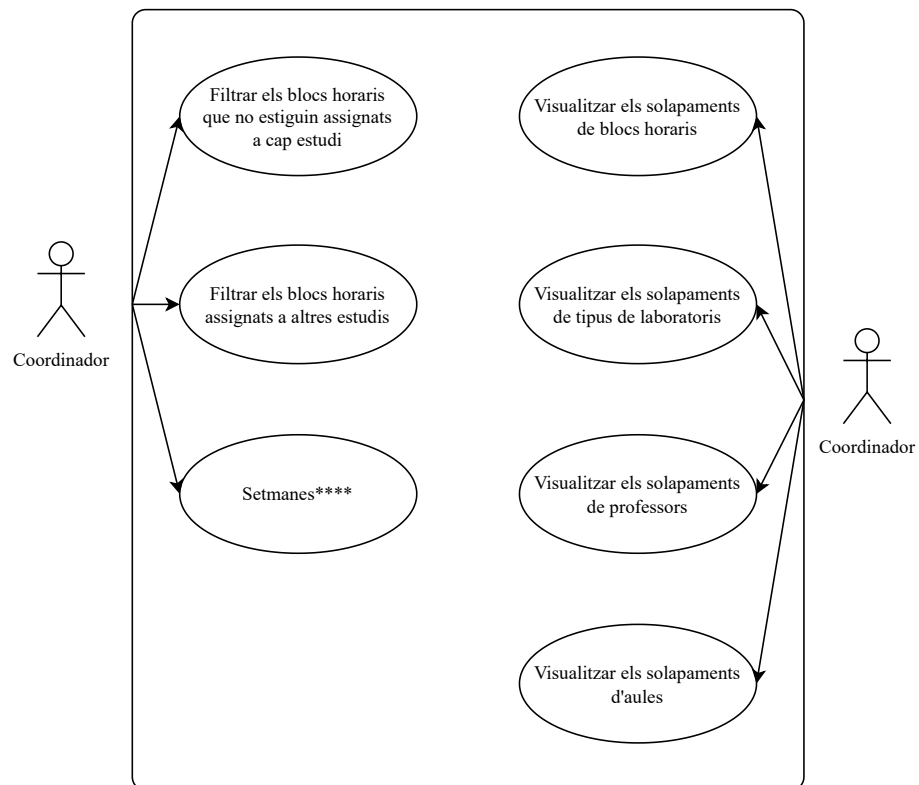 Filtrar els blocs horaris
que no estiguin assignats
a cap estudi
Visualitzar els solapaments
de blocs horaris
Filtrar els blocs horaris
assignats a altres estudis
Visualitzar els solapaments
de tipus de laboratoris
Coordinador
Coordinador
Setmanes****
Visualitzar els solapaments
de professors
Visualitzar els solapaments
d'aules